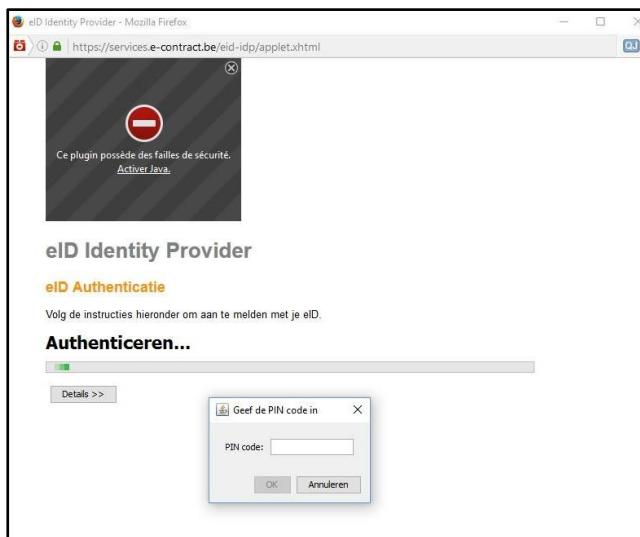 eID Identity Provider - Mozilla Firefox
https://services.e-contract.be/eid-idp/applet.xhtml
QJ
Ce plugin possède des failles de sécurité.
Activer Java.
eID Identity Provider
eID Authenticatie
Volg de instructies hieronder om aan te melden met je eID.
Authenticeren...
Details >>
Geef de PIN code in
PIN code:
OK
Annuleren